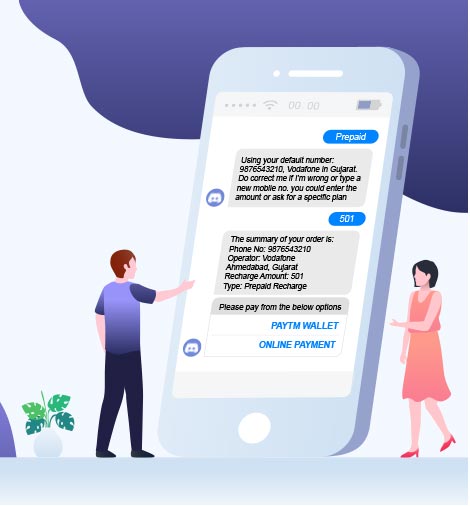 00 : 00
Prepaid
Using your default number:
9876543210, Vodafone in Gujarat.
Do correct me if I'm wrong or type a
new mobile no. you could enter the
amount or ask for a specific plan
501
The summary of your order is:
Phone No: 9876543210
Operator: Vodafone
Ahmedabad, Gujarat
Recharge Amount: 501
Type: Prepaid Recharge
Please pay from the below options
PAYTM WALLET
ONLINE PAYMENT